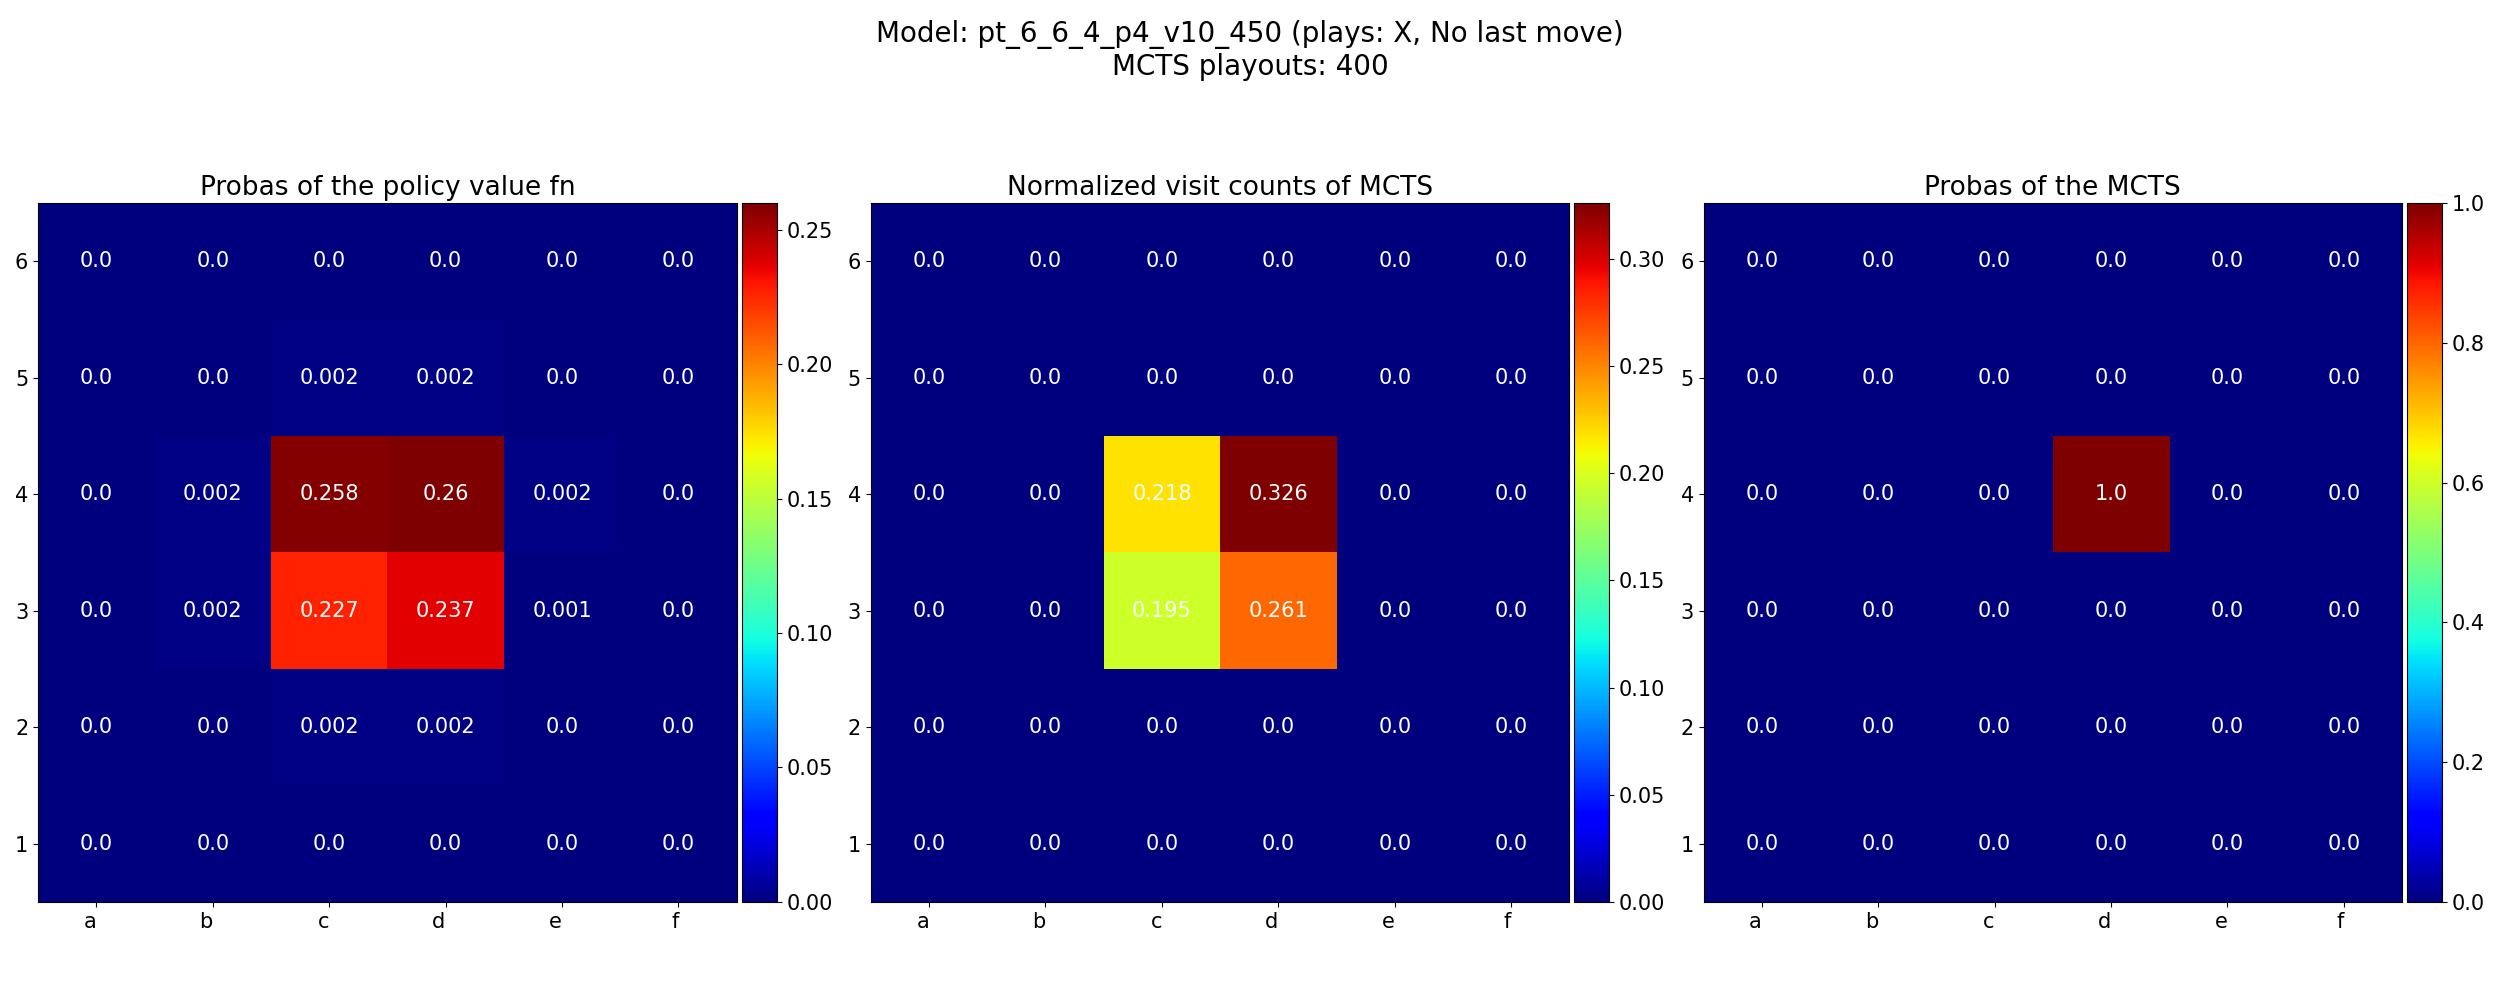 Model: pt_6_6_4_p4_v10_450 (plays: X, No last move)
MCTS playouts: 400
Probas of the policy value fn
6 0.0 0.0 0.0 0.0 0.0 0.0
5 0.0 0.0 0.002 0.002 0.0 0.0
4 0.0 0.002 0.258 0.26 0.002 0.0
3 0.0 0.002 0.227 0.237 0.001 0.0
2 0.0 0.0 0.002 0.002 0.0 0.0
1 0.0 0.0 0.0 0.0 0.0 0.0
a b c d e f
0.25
0.20
0.15
0.10
0.05
0.00
Normalized visit counts of MCTS
6 0.0 0.0 0.0 0.0 0.0 0.0
5 0.0 0.0 0.0 0.0 0.0 0.0
4 0.0 0.0 0.218 0.326 0.0 0.0
3 0.0 0.0 0.195 0.261 0.0 0.0
2 0.0 0.0 0.0 0.0 0.0 0.0
1 0.0 0.0 0.0 0.0 0.0 0.0
a b c d e f
0.30
0.25
0.20
0.15
0.10
0.05
0.00
Probas of the MCTS
6 0.0 0.0 0.0 0.0 0.0 0.0
5 0.0 0.0 0.0 0.0 0.0 0.0
4 0.0 0.0 0.0 1.0 0.0 0.0
3 0.0 0.0 0.0 0.0 0.0 0.0
2 0.0 0.0 0.0 0.0 0.0 0.0
1 0.0 0.0 0.0 0.0 0.0 0.0
a b c d e f
1.0
0.8
0.6
0.4
0.2
0.0